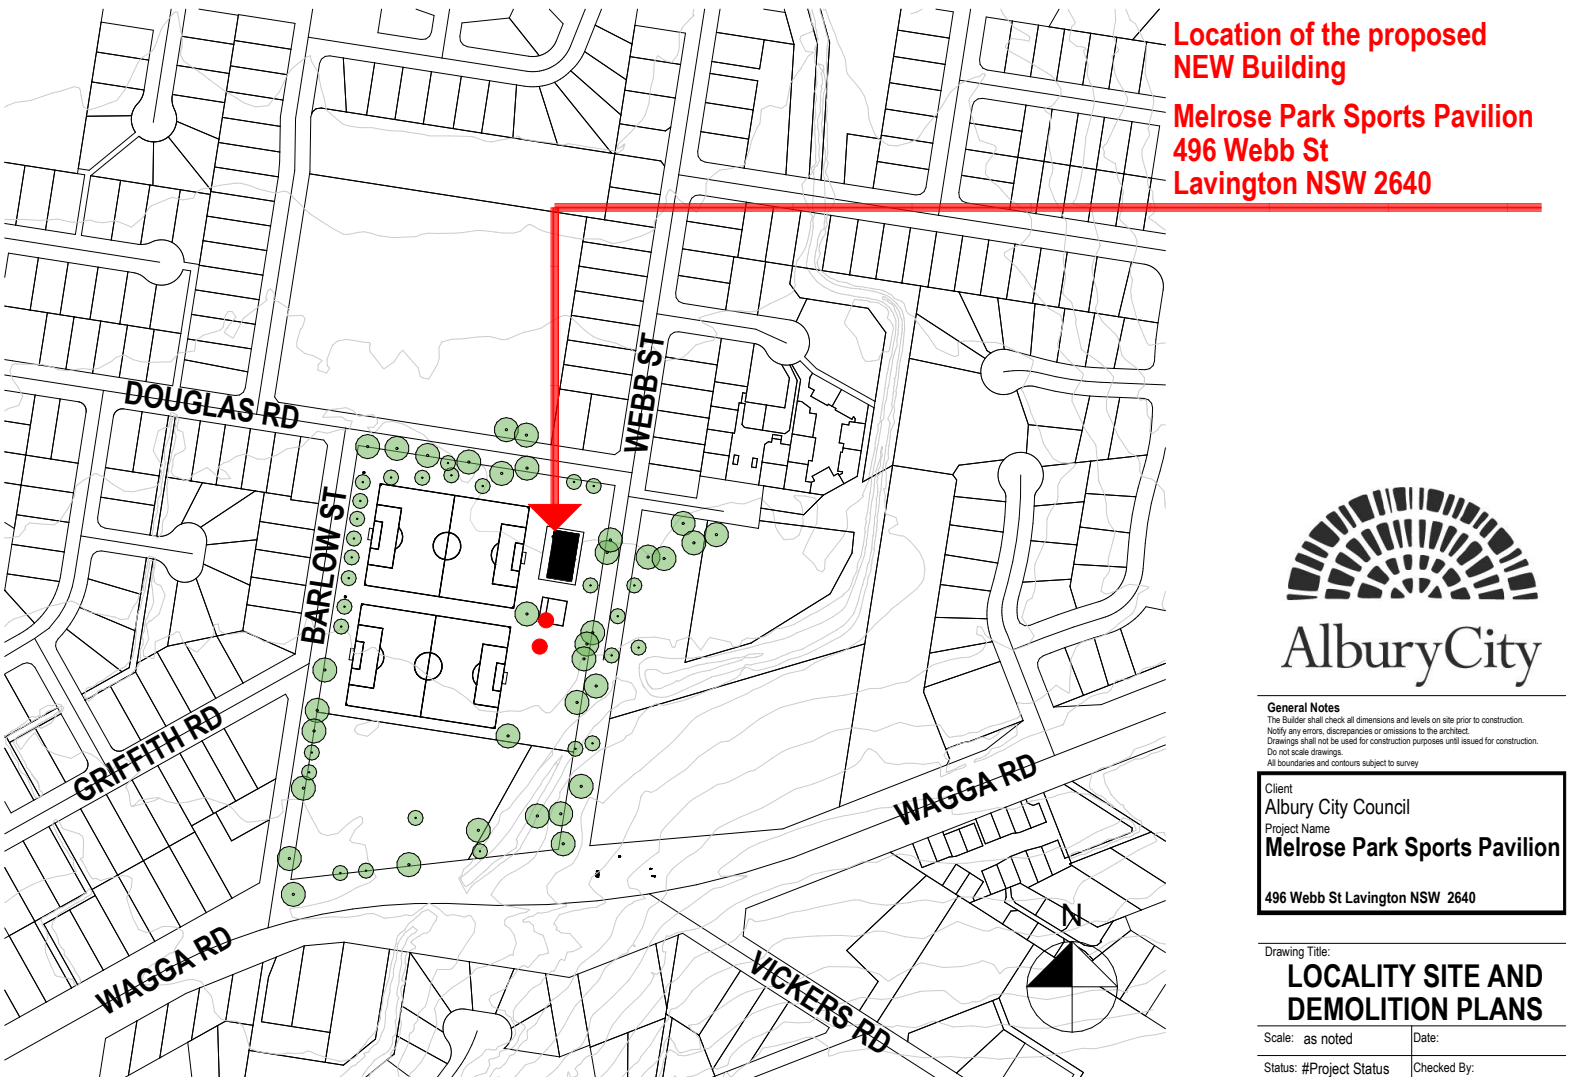 Location of the proposed
NEW Building
Melrose Park Sports Pavilion
496 Webb St
Lavington NSW 2640
DOUGLAS RD
WEBB ST
BARLOW ST
GRIFFITH RD
WAGGA RD
WAGGA RD
VICKERS RD
N
AlburyCity
General Notes
The Builder shall check all dimensions and levels on site prior to construction.
Notify any errors, discrepancies or omissions to the architect.
Drawings shall not be used for construction purposes until issued for construction.
Do not scale drawings.
All boundaries and contours subject to survey
Client
Albury City Council
Project Name
Melrose Park Sports Pavilion
496 Webb St Lavington NSW 2640
Drawing Title:
LOCALITY SITE AND
DEMOLITION PLANS
Scale: as noted
Date:
Status: #Project Status
Checked By: